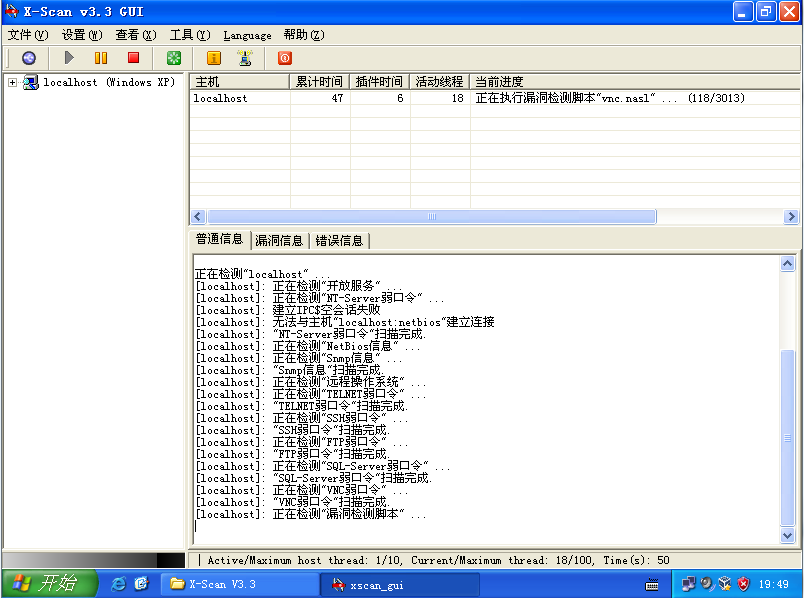 X-Scan v3.3 GUI
文件(V) 设置(W) 查看(X) 工具(Y) Language 帮助(Z)
localhost (Windows XP)
主机 累计时间 插件时间 活动线程 当前进度
localhost 47 6 18 正在执行漏洞检测脚本"vnc.nasl" ... (118/3013)
普通信息 漏洞信息 错误信息
正在检测"localhost" ...
[localhost]: 正在检测"开放服务" ...
[localhost]: 正在检测"NT-Server弱口令" ...
[localhost]: 建立IPC$空会话失败
[localhost]: 无法与主机"localhost:netbios"建立连接
[localhost]: "NT-Server弱口令"扫描完成.
[localhost]: 正在检测"NetBios信息" ...
[localhost]: 正在检测"Snmp信息" ...
[localhost]: "Snmp信息"扫描完成.
[localhost]: 正在检测"远程操作系统" ...
[localhost]: 正在检测"TELNET弱口令" ...
[localhost]: "TELNET弱口令"扫描完成.
[localhost]: 正在检测"SSH弱口令" ...
[localhost]: "SSH弱口令"扫描完成.
[localhost]: 正在检测"FTP弱口令" ...
[localhost]: "FTP弱口令"扫描完成.
[localhost]: 正在检测"SQL-Server弱口令" ...
[localhost]: "SQL-Server弱口令"扫描完成.
[localhost]: 正在检测"VNC弱口令" ...
[localhost]: "VNC弱口令"扫描完成.
[localhost]: 正在检测"漏洞检测脚本" ...
Active/Maximum host thread: 1/10, Current/Maximum thread: 18/100, Time(s): 50
开始 X-Scan V3.3 xscan_gui 19:49